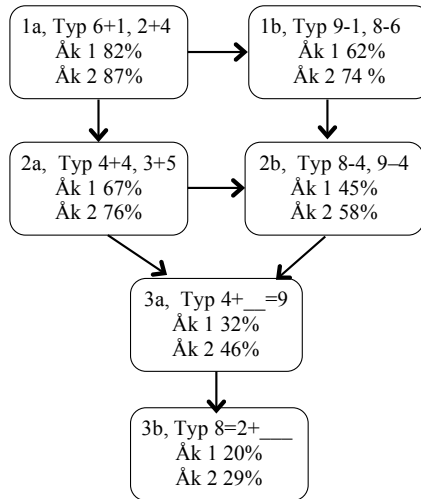 1a, Typ 6+1, 2+4
Åk 1 82%
Åk 2 87%
1b, Typ 9-1, 8-6
Åk 1 62%
Åk 2 74 %
2a, Typ 4+4, 3+5
Åk 1 67%
Åk 2 76%
2b, Typ 8-4, 9–4
Åk 1 45%
Åk 2 58%
3a, Typ 4+__=9
Åk 1 32%
Åk 2 46%
3b, Typ 8=2+___
Åk 1 20%
Åk 2 29%